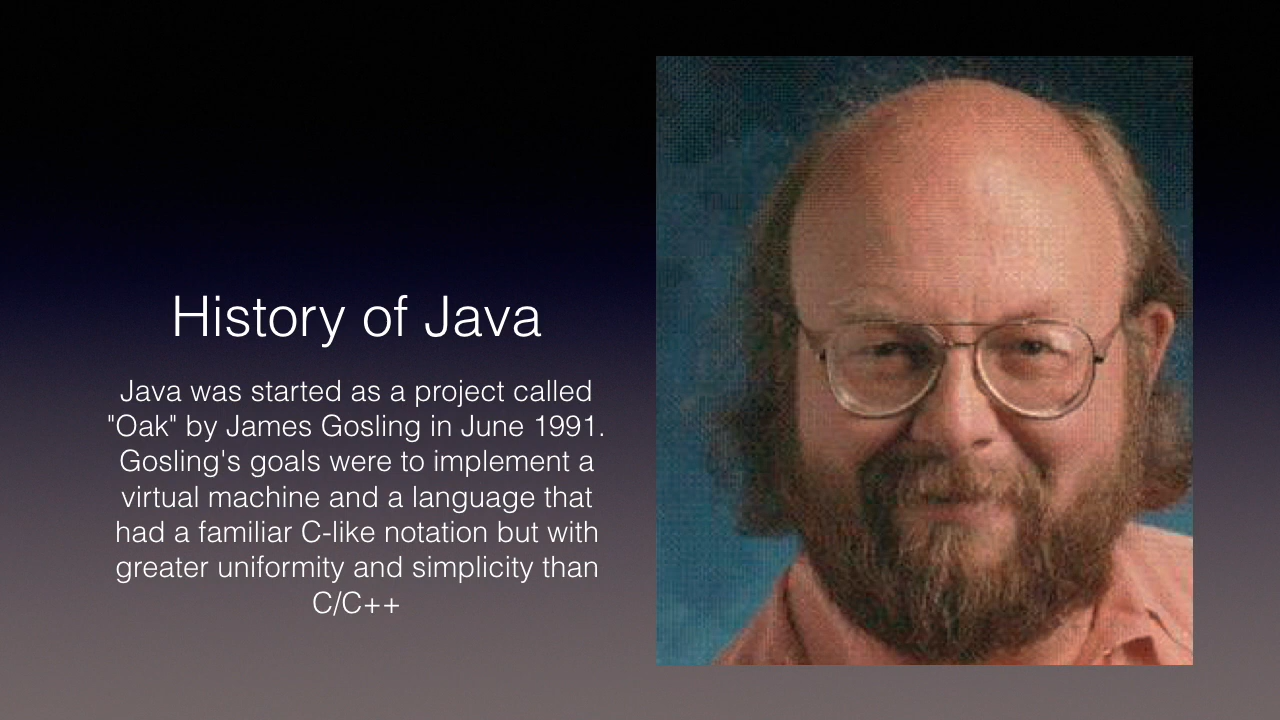 History of Java
Java was started as a project called
"Oak" by James Gosling in June 1991.
Gosling's goals were to implement a
virtual machine and a language that
had a familiar C-like notation but with
greater uniformity and simplicity than
C/C++